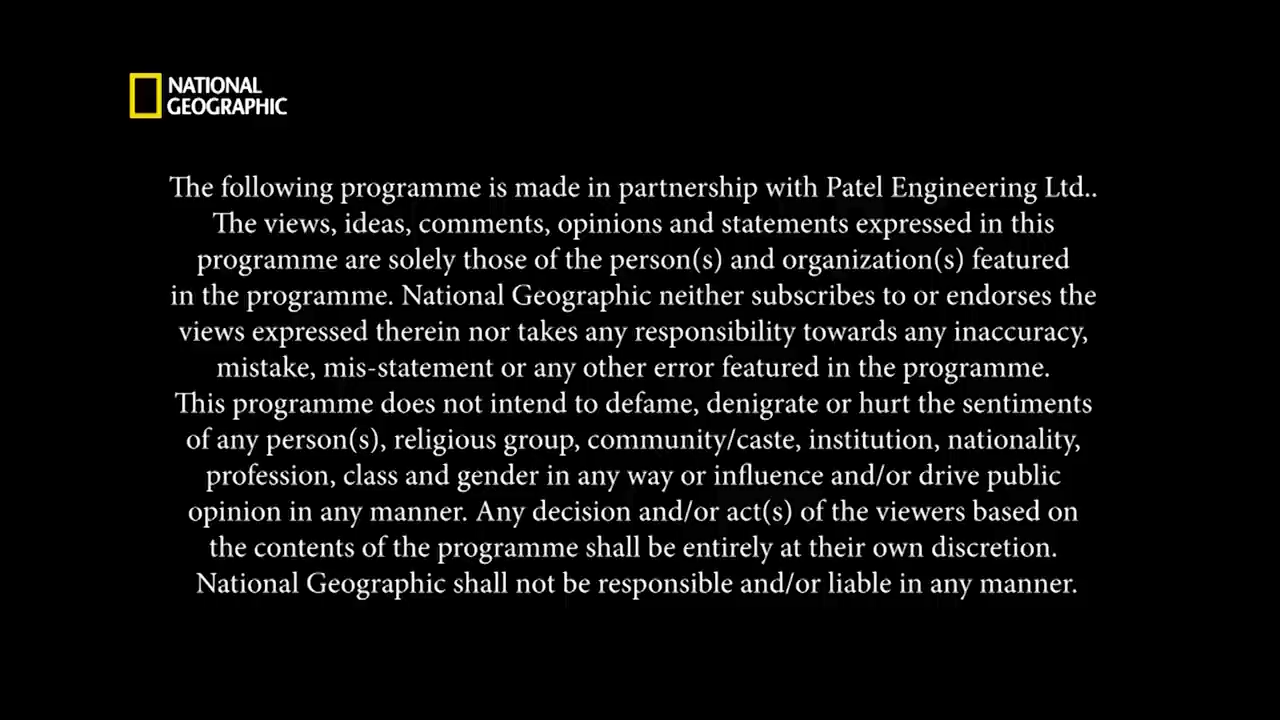 NATIONAL
GEOGRAPHIC
The following programme is made in partnership with Patel Engineering Ltd..
The views, ideas, comments, opinions and statements expressed in this
programme are solely those of the person(s) and organization(s) featured
in the programme. National Geographic neither subscribes to or endorses the
views expressed therein nor takes any responsibility towards any inaccuracy,
mistake, mis-statement or any other error featured in the programme.
This programme does not intend to defame, denigrate or hurt the sentiments
of any person(s), religious group, community/caste, institution, nationality,
profession, class and gender in any way or influence and/or drive public
opinion in any manner. Any decision and/or act(s) of the viewers based on
the contents of the programme shall be entirely at their own discretion.
National Geographic shall not be responsible and/or liable in any manner.